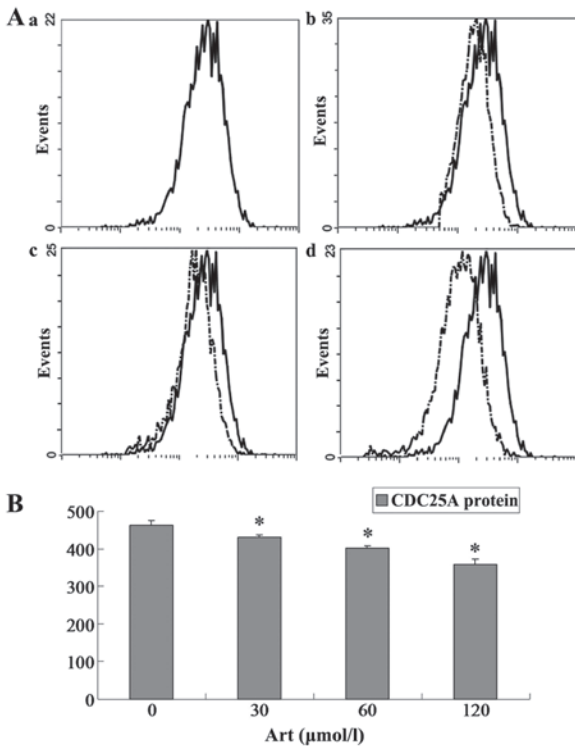 A
a
22
Events
0
b
35
Events
0
c
25
Events
0
d
23
Events
0
B
CDC25A protein
500
400
300
200
100
0
*
*
*
0 30 60 120
Art (μmol/l)